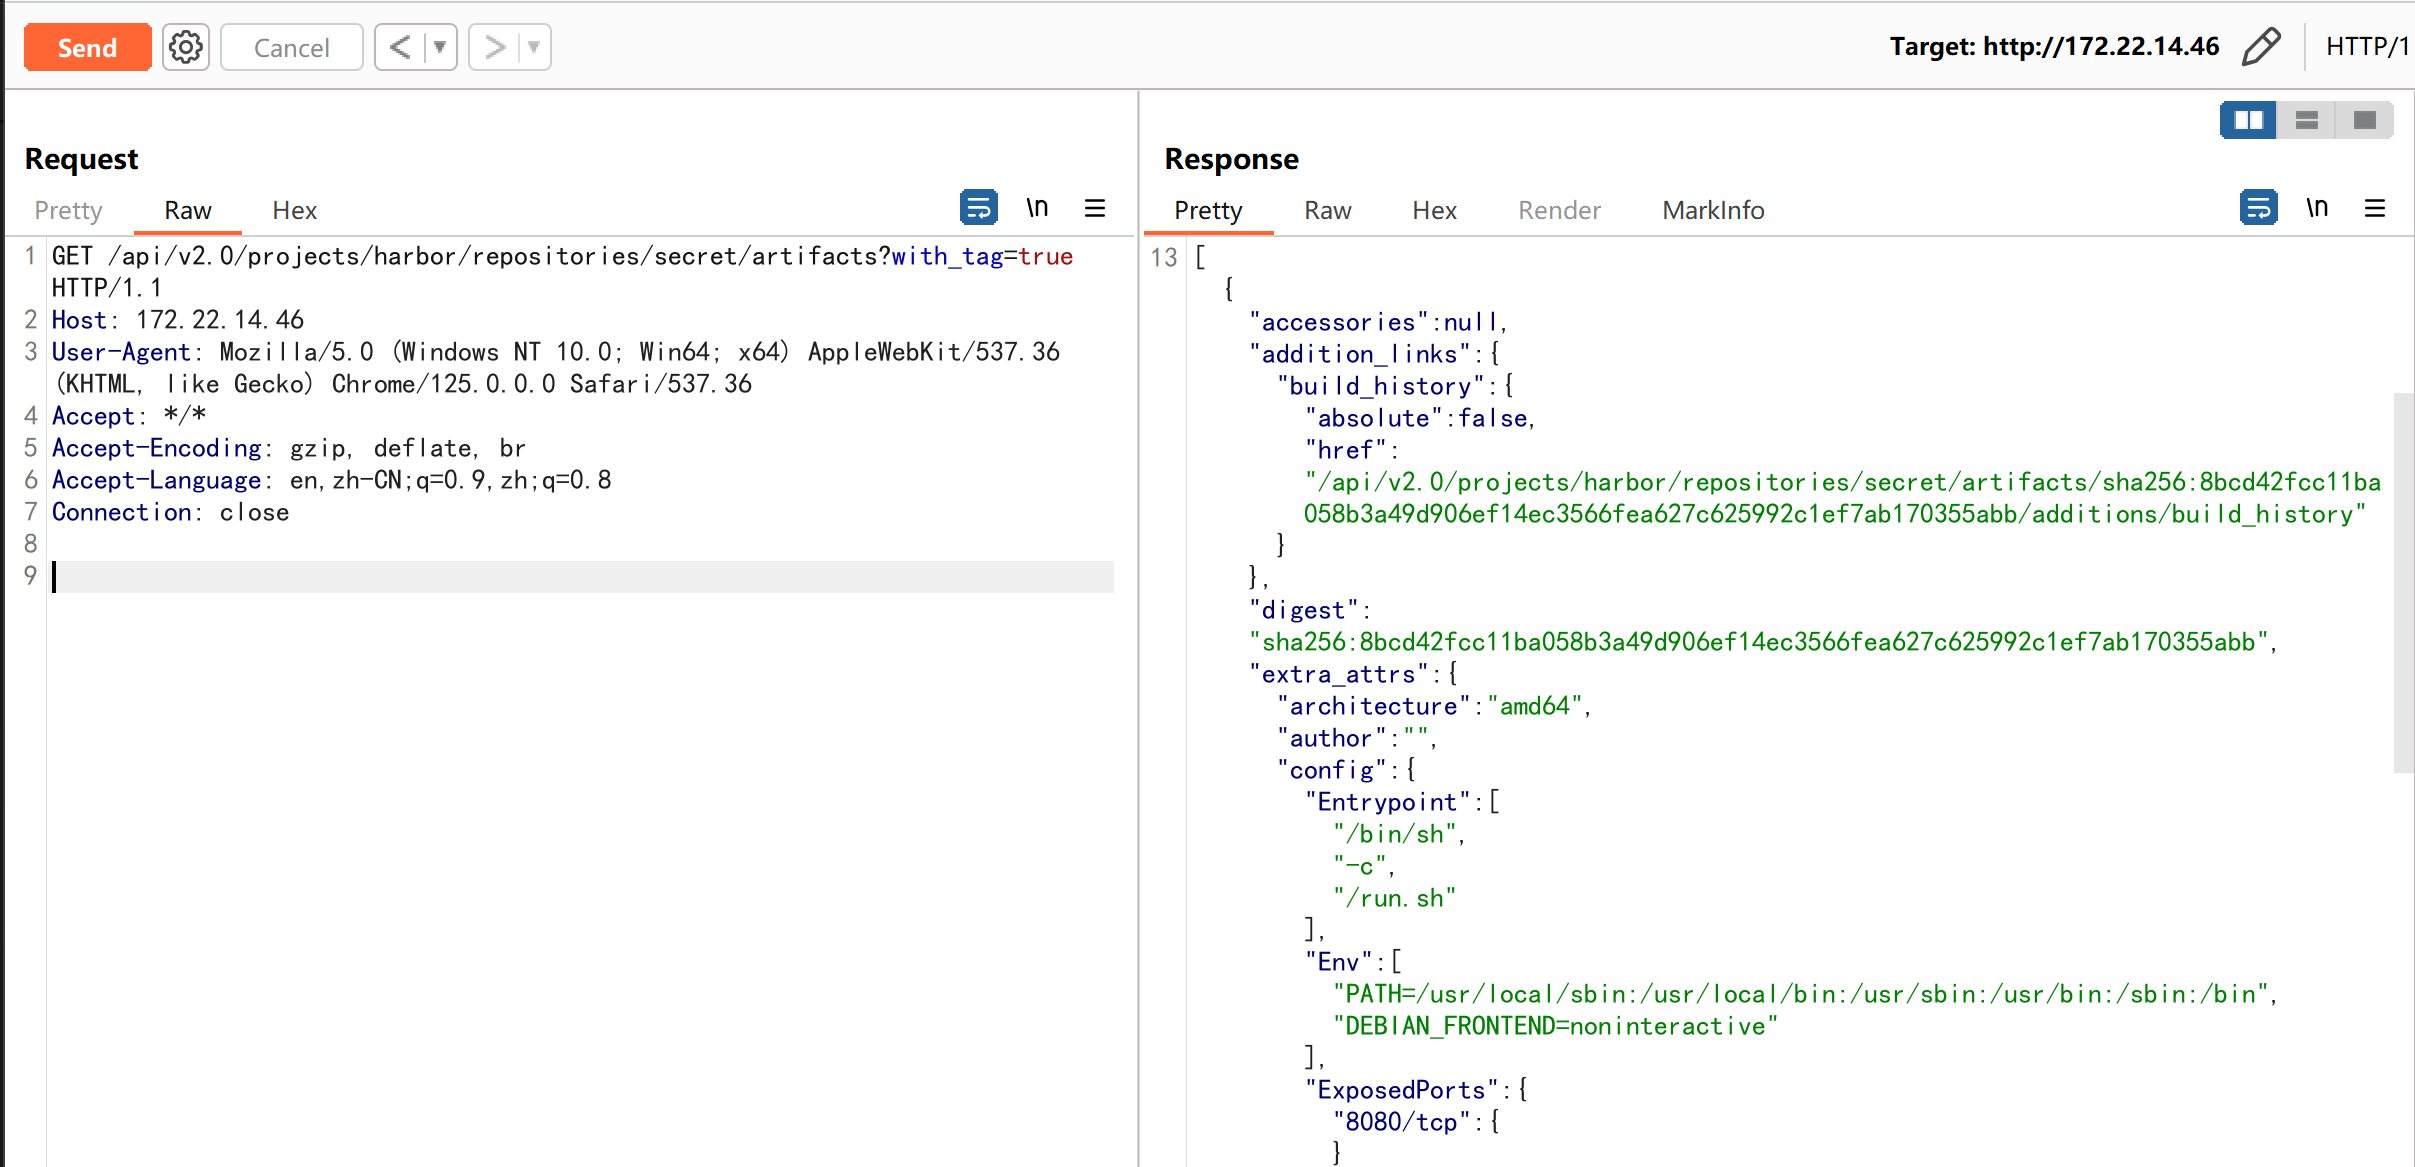 Send Cancel < > Target: http://172.22.14.46 HTTP/1
Request
Pretty Raw Hex \n
1 GET /api/v2.0/projects/harbor/repositories/secret/artifacts?with_tag=true
HTTP/1.1
2 Host: 172.22.14.46
3 User-Agent: Mozilla/5.0 (Windows NT 10.0; Win64; x64) AppleWebKit/537.36
(KHTML, like Gecko) Chrome/125.0.0.0 Safari/537.36
4 Accept: */*
5 Accept-Encoding: gzip, deflate, br
6 Accept-Language: en,zh-CN;q=0.9,zh;q=0.8
7 Connection: close
8
9
Response
Pretty Raw Hex Render MarkInfo \n
13 [
{
"accessories":null,
"addition_links":{
"build_history":{
"absolute":false,
"href":
"/api/v2.0/projects/harbor/repositories/secret/artifacts/sha256:8bcd42fcc11ba
058b3a49d906ef14ec3566fea627c625992c1ef7ab170355abb/additions/build_history"
}
},
"digest":
"sha256:8bcd42fcc11ba058b3a49d906ef14ec3566fea627c625992c1ef7ab170355abb",
"extra_attrs":{
"architecture":"amd64",
"author":"",
"config":{
"Entrypoint":[
"/bin/sh",
"-c",
"/run.sh"
],
"Env":[
"PATH=/usr/local/sbin:/usr/local/bin:/usr/sbin:/usr/bin:/sbin:/bin",
"DEBIAN_FRONTEND=noninteractive"
],
"ExposedPorts":{
"8080/tcp":{
}